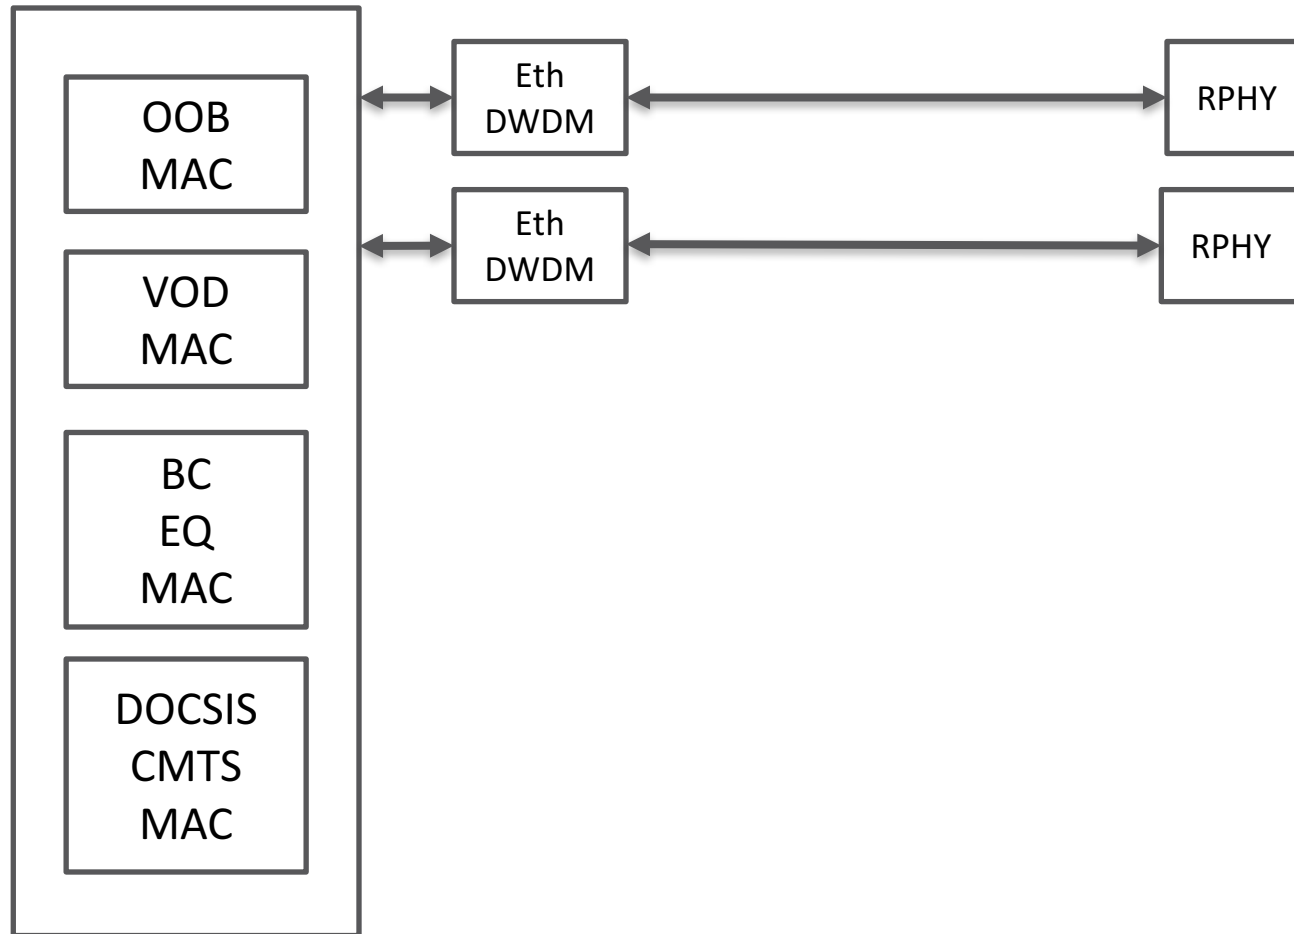 OOB
MAC
VOD
MAC
BC
EQ
MAC
DOCSIS
CMTS
MAC
Eth
DWDM
Eth
DWDM
RPHY
RPHY